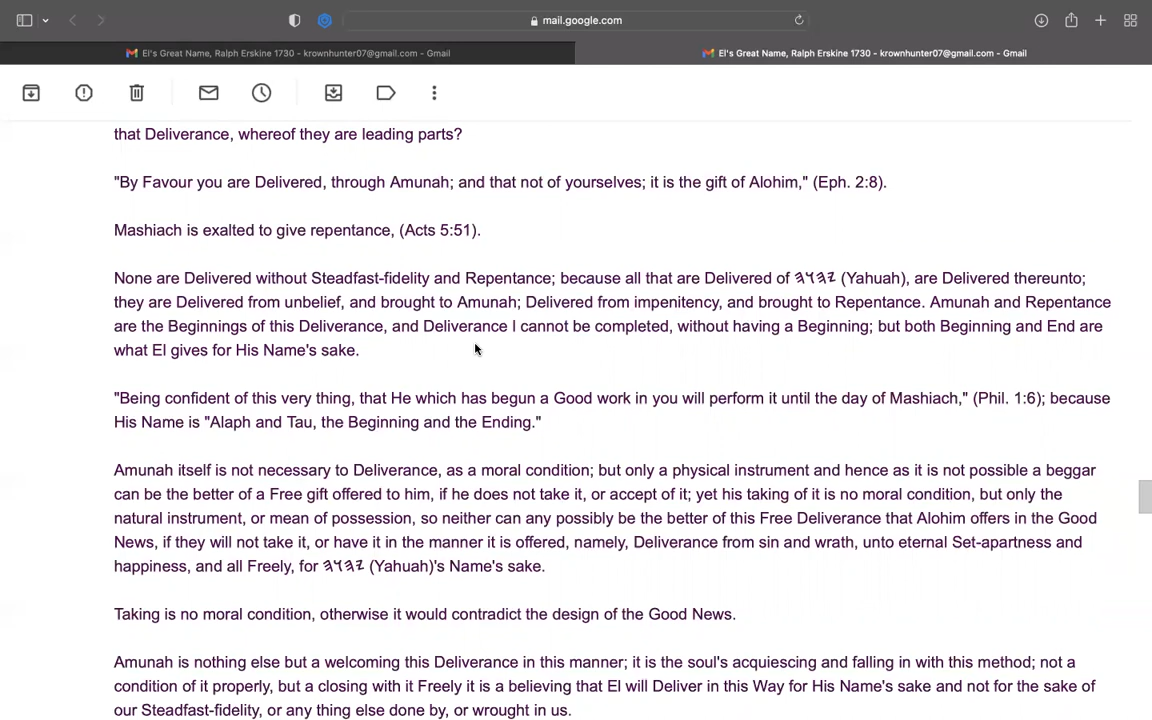 mail.google.com
El's Great Name, Ralph Erskine 1730 - krownhunter07@gmail.com - Gmail
El's Great Name, Ralph Erskine 1730 - krownhunter07@gmail.com - Gmail
that Deliverance, whereof they are leading parts?
"By Favour you are Delivered, through Amunah; and that not of yourselves; it is the gift of Alohim," (Eph. 2:8).
Mashiach is exalted to give repentance, (Acts 5:51).
None are Delivered without Steadfast-fidelity and Repentance; because all that are Delivered of 𐤉𐤄𐤅𐤄 (Yahuah), are Delivered thereunto;
they are Delivered from unbelief, and brought to Amunah; Delivered from impenitency, and brought to Repentance. Amunah and Repentance
are the Beginnings of this Deliverance, and Deliverance I cannot be completed, without having a Beginning; but both Beginning and End are
what El gives for His Name's sake.
"Being confident of this very thing, that He which has begun a Good work in you will perform it until the day of Mashiach," (Phil. 1:6); because
His Name is "Alaph and Tau, the Beginning and the Ending."
Amunah itself is not necessary to Deliverance, as a moral condition; but only a physical instrument and hence as it is not possible a beggar
can be the better of a Free gift offered to him, if he does not take it, or accept of it; yet his taking of it is no moral condition, but only the
natural instrument, or mean of possession, so neither can any possibly be the better of this Free Deliverance that Alohim offers in the Good
News, if they will not take it, or have it in the manner it is offered, namely, Deliverance from sin and wrath, unto eternal Set-apartness and
happiness, and all Freely, for 𐤉𐤄𐤅𐤄 (Yahuah)'s Name's sake.
Taking is no moral condition, otherwise it would contradict the design of the Good News.
Amunah is nothing else but a welcoming this Deliverance in this manner; it is the soul's acquiescing and falling in with this method; not a
condition of it properly, but a closing with it Freely it is a believing that El will Deliver in this Way for His Name's sake and not for the sake of
our Steadfast-fidelity, or any thing else done by, or wrought in us.